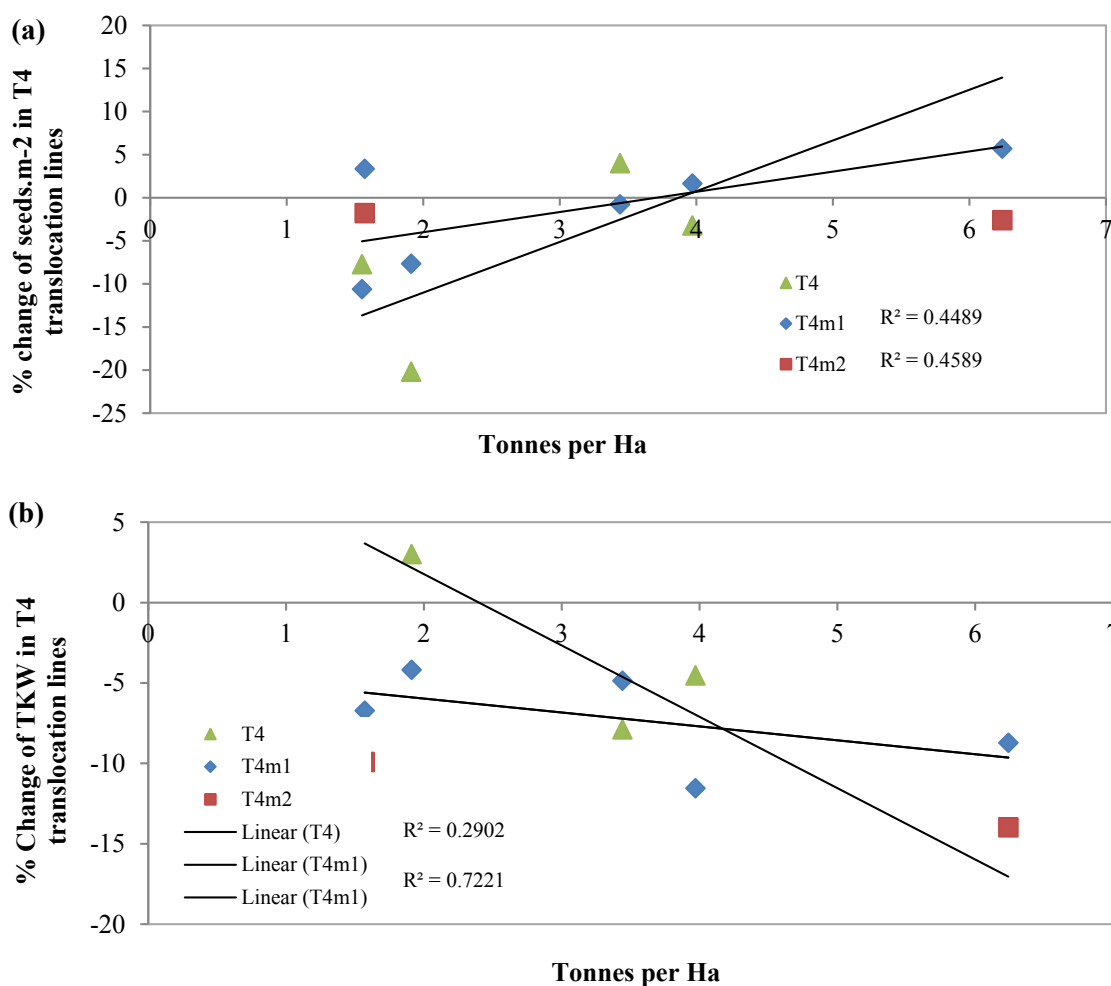 (a)
% change of seeds.m-2 in T4
translocation lines
20
15
10
5
0
-5
-10
-15
-20
-25
0 1 2 3 4 5 6 7
T4
T4m1 R² = 0.4489
T4m2 R² = 0.4589
Tonnes per Ha
(b)
% Change of TKW in T4
translocation lines
5
0
-5
-10
-15
-20
0 1 2 3 4 5 6
T4
T4m1
T4m2
Linear (T4) R² = 0.2902
Linear (T4m1)
R² = 0.7221
Linear (T4m1)
Tonnes per Ha